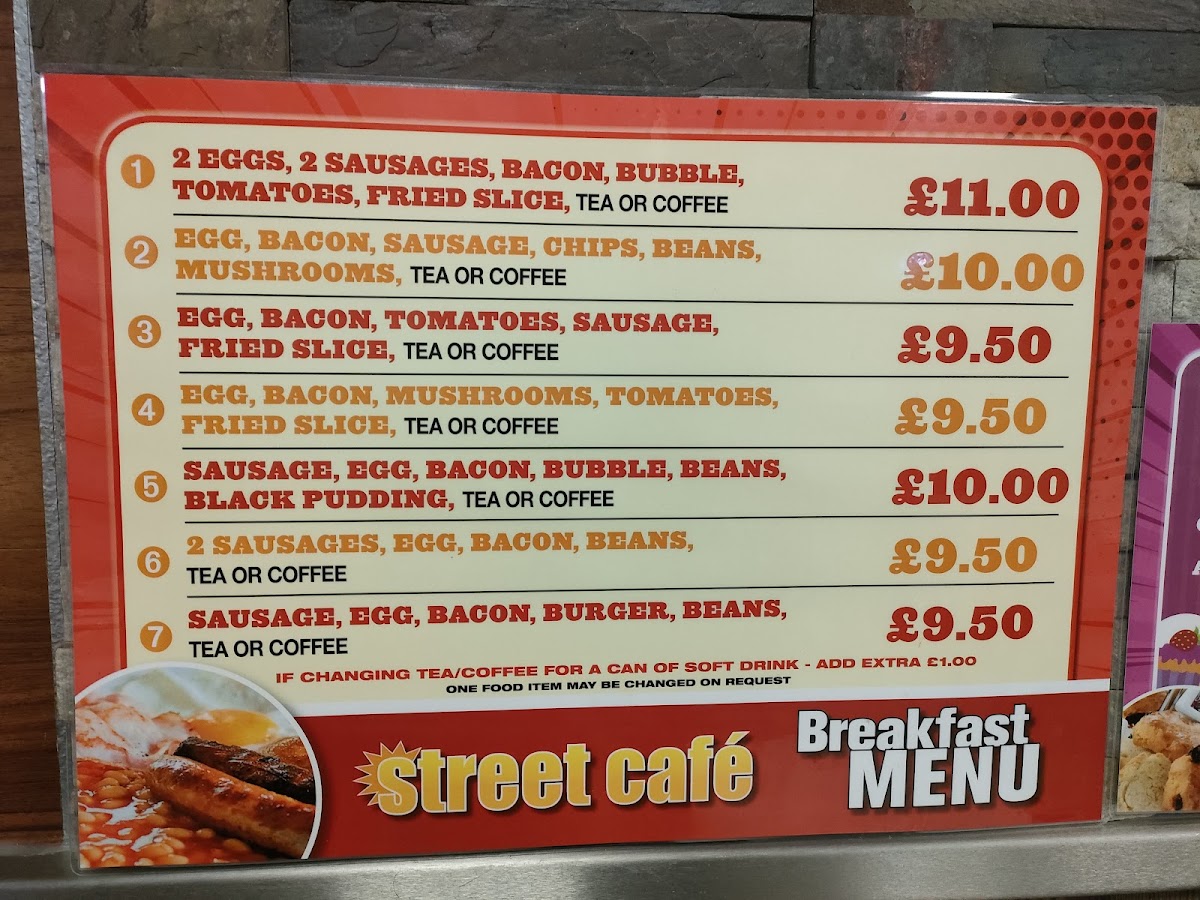 1 2 EGGS, 2 SAUSAGES, BACON, BUBBLE,
TOMATOES, FRIED SLICE, TEA OR COFFEE
£11.00
2 EGG, BACON, SAUSAGE, CHIPS, BEANS,
MUSHROOMS, TEA OR COFFEE
£10.00
3 EGG, BACON, TOMATOES, SAUSAGE,
FRIED SLICE, TEA OR COFFEE
£9.50
4 EGG, BACON, MUSHROOMS, TOMATOES,
FRIED SLICE, TEA OR COFFEE
£9.50
5 SAUSAGE, EGG, BACON, BUBBLE, BEANS,
BLACK PUDDING, TEA OR COFFEE
£10.00
6 2 SAUSAGES, EGG, BACON, BEANS,
TEA OR COFFEE
£9.50
7 SAUSAGE, EGG, BACON, BURGER, BEANS,
TEA OR COFFEE
£9.50
IF CHANGING TEA/COFFEE FOR A CAN OF SOFT DRINK - ADD EXTRA £1.00
ONE FOOD ITEM MAY BE CHANGED ON REQUEST
street café
Breakfast
MENU